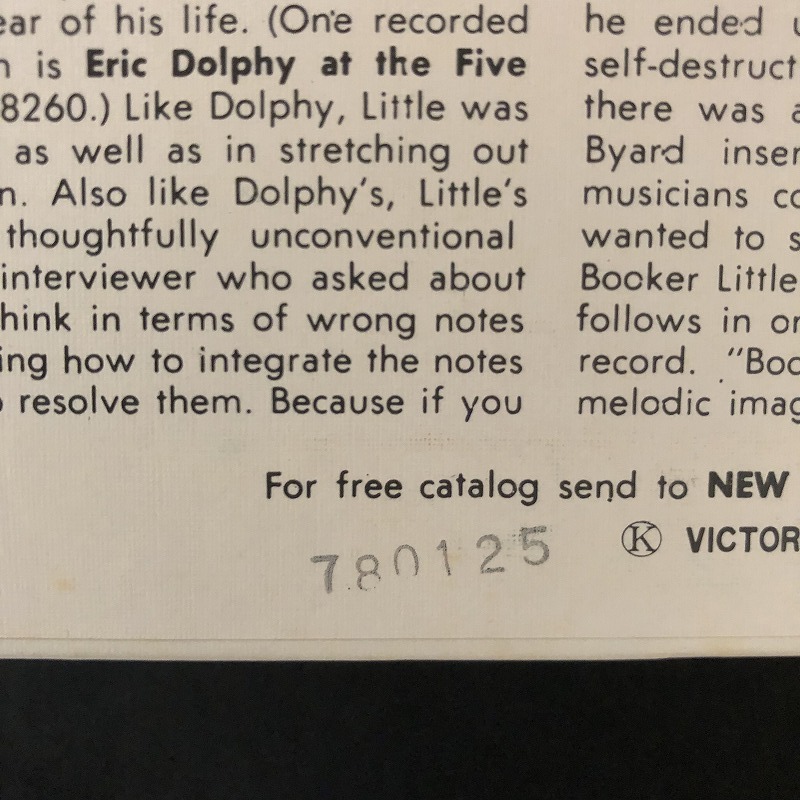 ear of his life. (One recorded
n is Eric Dolphy at the Five
8260.) Like Dolphy, Little was
as well as in stretching out
n. Also like Dolphy's, Little's
thoughtfully unconventional
interviewer who asked about
hink in terms of wrong notes
ing how to integrate the notes
o resolve them. Because if you
he ended u
self-destruct
there was a
Byard inser
musicians co
wanted to s
Booker Little
follows in or
record. "Boo
melodic imag
For free catalog send to NEW
780125
Ⓚ VICTOR